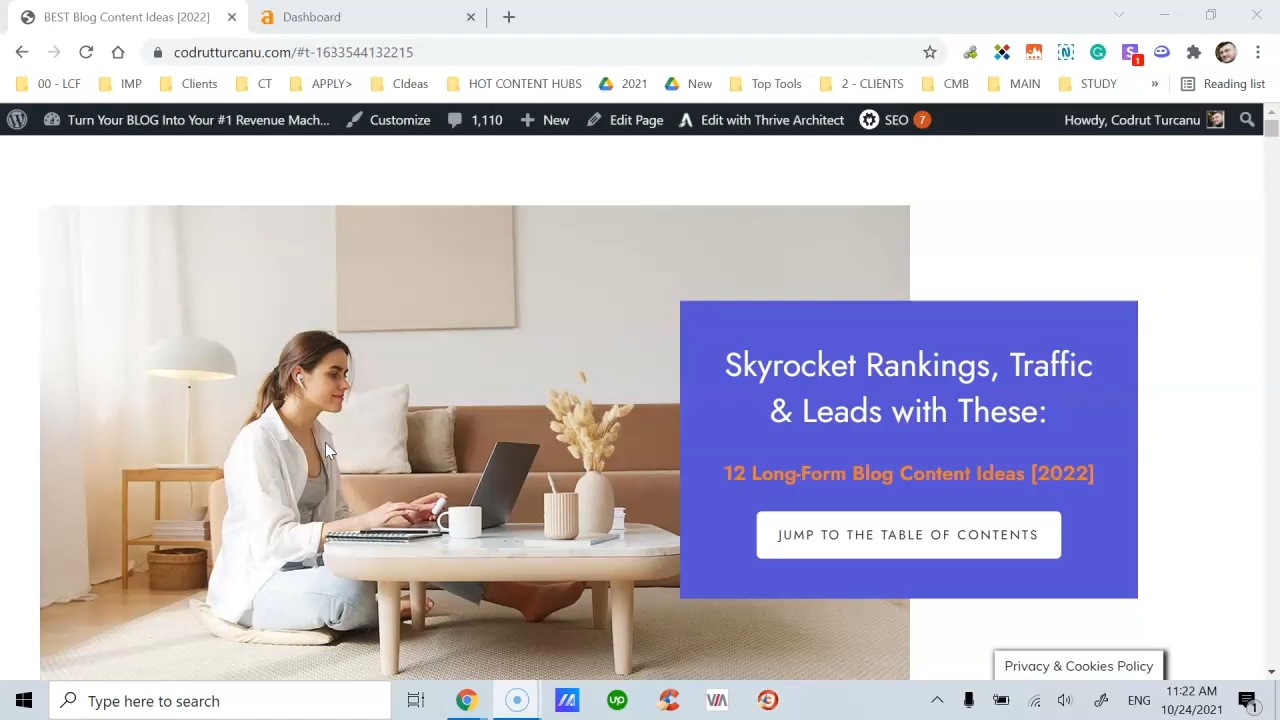 BEST Blog Content Ideas [2022]
Dashboard
codrutturcanu.com/#t-1633544132215
1
00 - LCF
IMP
Clients
CT
APPLY>
CIdeas
HOT CONTENT HUBS
2021
New
Top Tools
2 - CLIENTS
CMB
MAIN
STUDY
»
Reading list
Turn Your BLOG Into Your #1 Revenue Mach...
Customize
1,110
New
Edit Page
Edit with Thrive Architect
SEO
7
Howdy, Codrut Turcanu
Skyrocket Rankings, Traffic
& Leads with These:
12 Long-Form Blog Content Ideas [2022]
JUMP TO THE TABLE OF CONTENTS
Privacy & Cookies Policy
Type here to search
up
VIA
ENG
11:22 AM
10/24/2021
1